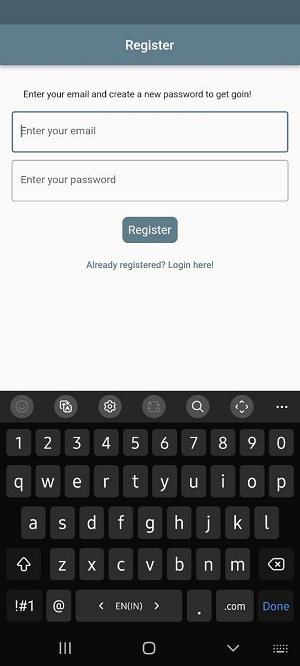 Register
Enter your email and create a new password to get goin!
Enter your email
Enter your password
Register
Already registered? Login here!
1 2 3 4 5 6 7 8 9 0
q w e r t y u i o p
a s d f g h j k l
z x c v b n m
!#1 @ < EN(IN) > . .com Done